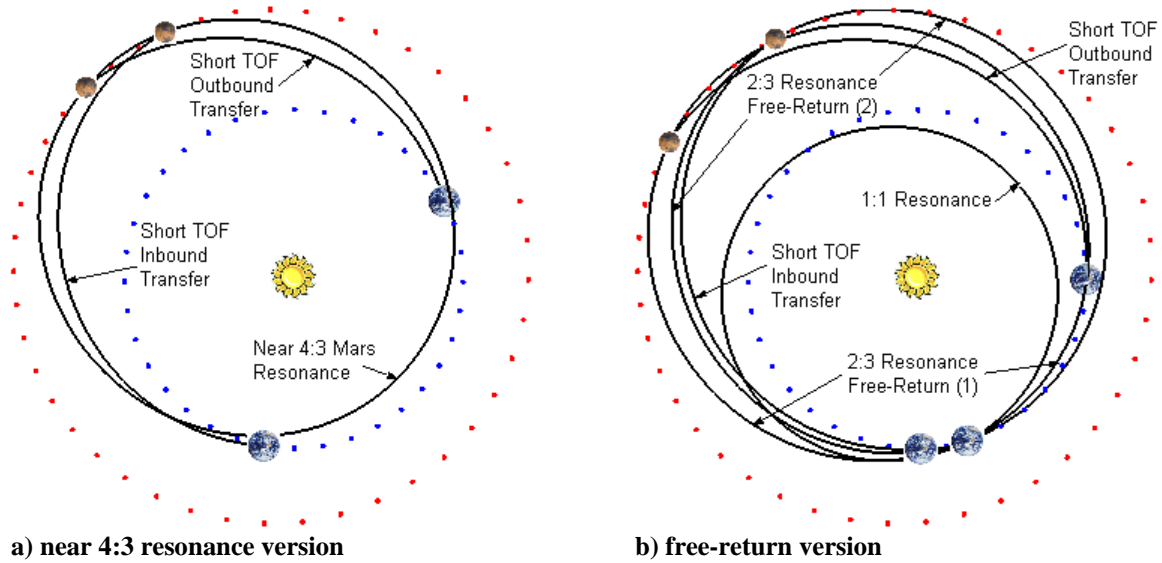 Short TOF
Outbound
Transfer
Short TOF
Inbound
Transfer
Near 4:3 Mars
Resonance
a) near 4:3 resonance version
Short TOF
Outbound
Transfer
2:3 Resonance
Free-Return (2)
1:1 Resonance
Short TOF
Inbound
Transfer
2:3 Resonance
Free-Return (1)
b) free-return version